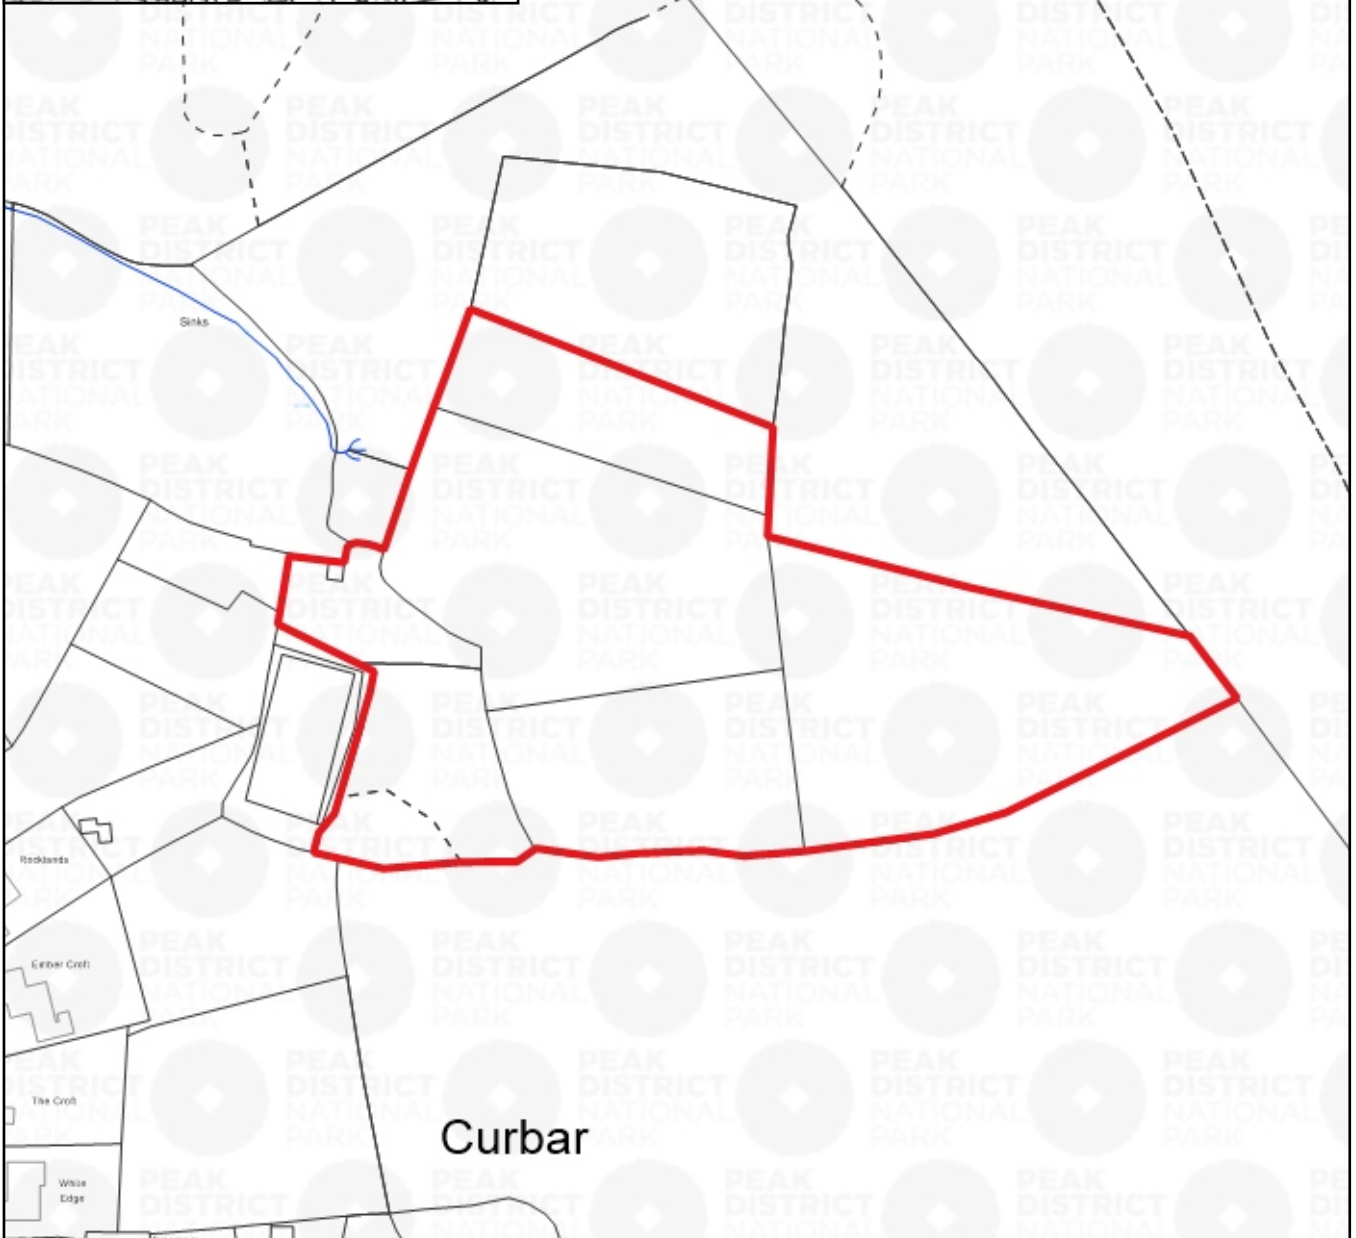 Sinks
Rocklands
Ember Croft
The Croft
White
Edge
Curbar
PEAK
DISTRICT
NATIONAL
PARK